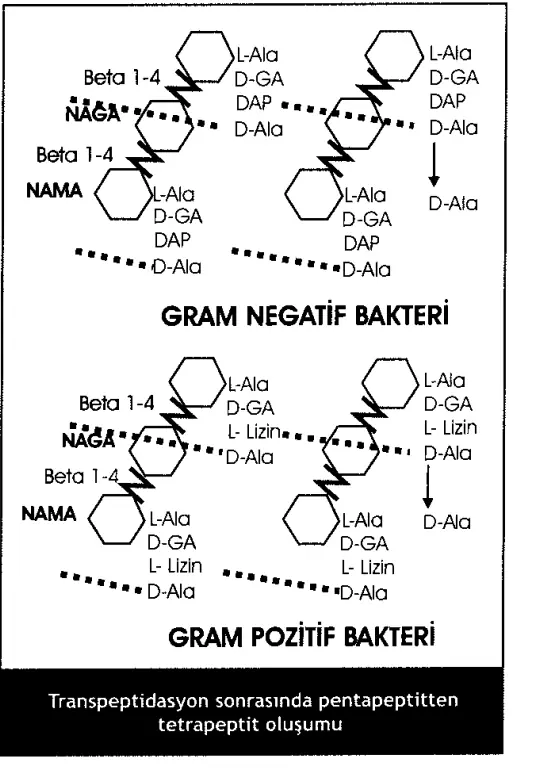 L-Ala
L-Ala
Beta 1-4
D-GA
D-GA
DAP
DAP
NAGA
D-Ala
D-Ala
Beta 1-4
NAMA
L-Ala
L-Ala
D-Ala
D-GA
D-GA
DAP
DAP
D-Ala
D-Ala
GRAM NEGATİF BAKTERİ
L-Ala
L-Ala
Beta 1-4
D-GA
D-GA
L- Lizin
L- Lizin
NAGA
D-Ala
D-Ala
Beta 1-4
NAMA
L-Ala
L-Ala
D-Ala
D-GA
D-GA
L- Lizin
L- Lizin
D-Ala
D-Ala
GRAM POZİTİF BAKTERİ
Transpeptidasyon sonrasında pentapeptitten
tetrapeptit oluşumu